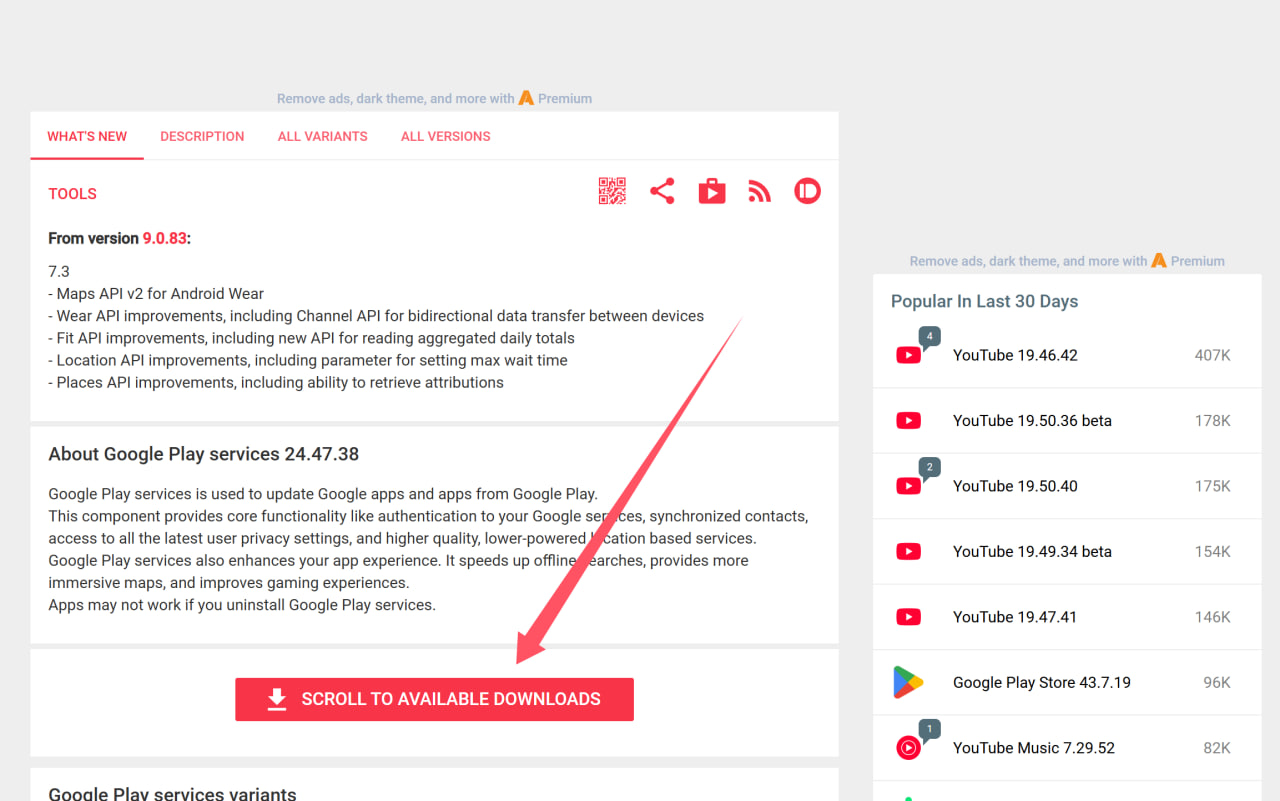 Remove ads, dark theme, and more with Premium
WHAT'S NEW DESCRIPTION ALL VARIANTS ALL VERSIONS
TOOLS
From version 9.0.83:
7.3
- Maps API v2 for Android Wear
- Wear API improvements, including Channel API for bidirectional data transfer between devices
- Fit API improvements, including new API for reading aggregated daily totals
- Location API improvements, including parameter for setting max wait time
- Places API improvements, including ability to retrieve attributions
About Google Play services 24.47.38
Google Play services is used to update Google apps and apps from Google Play.
This component provides core functionality like authentication to your Google services, synchronized contacts,
access to all the latest user privacy settings, and higher quality, lower-powered location based services.
Google Play services also enhances your app experience. It speeds up offline searches, provides more
immersive maps, and improves gaming experiences.
Apps may not work if you uninstall Google Play services.
SCROLL TO AVAILABLE DOWNLOADS
Google Play services variants
Remove ads, dark theme, and more with Premium
Popular In Last 30 Days
4
YouTube 19.46.42 407K
YouTube 19.50.36 beta 178K
2
YouTube 19.50.40 175K
YouTube 19.49.34 beta 154K
YouTube 19.47.41 146K
Google Play Store 43.7.19 96K
1
YouTube Music 7.29.52 82K